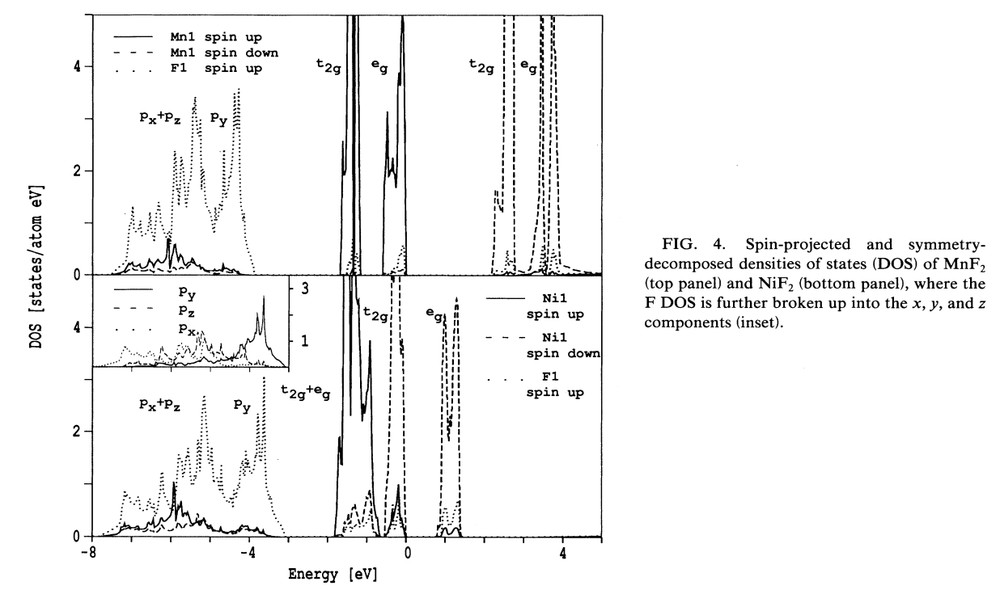 Mn1 spin up
Mn1 spin down
F1 spin up
t2g
eg
t2g
eg
px+pz
py
4
2
0
DOS [states/atom eV]
py
pz
px
3
1
t2g
eg
Ni1
spin up
Ni1
spin down
F1
spin up
t2g+eg
px+pz
py
4
2
0
-8
-6
-4
0
4
Energy [eV]
FIG. 4. Spin-projected and symmetry-
decomposed densities of states (DOS) of MnF2
(top panel) and NiF2 (bottom panel), where the
F DOS is further broken up into the x, y, and z
components (inset).